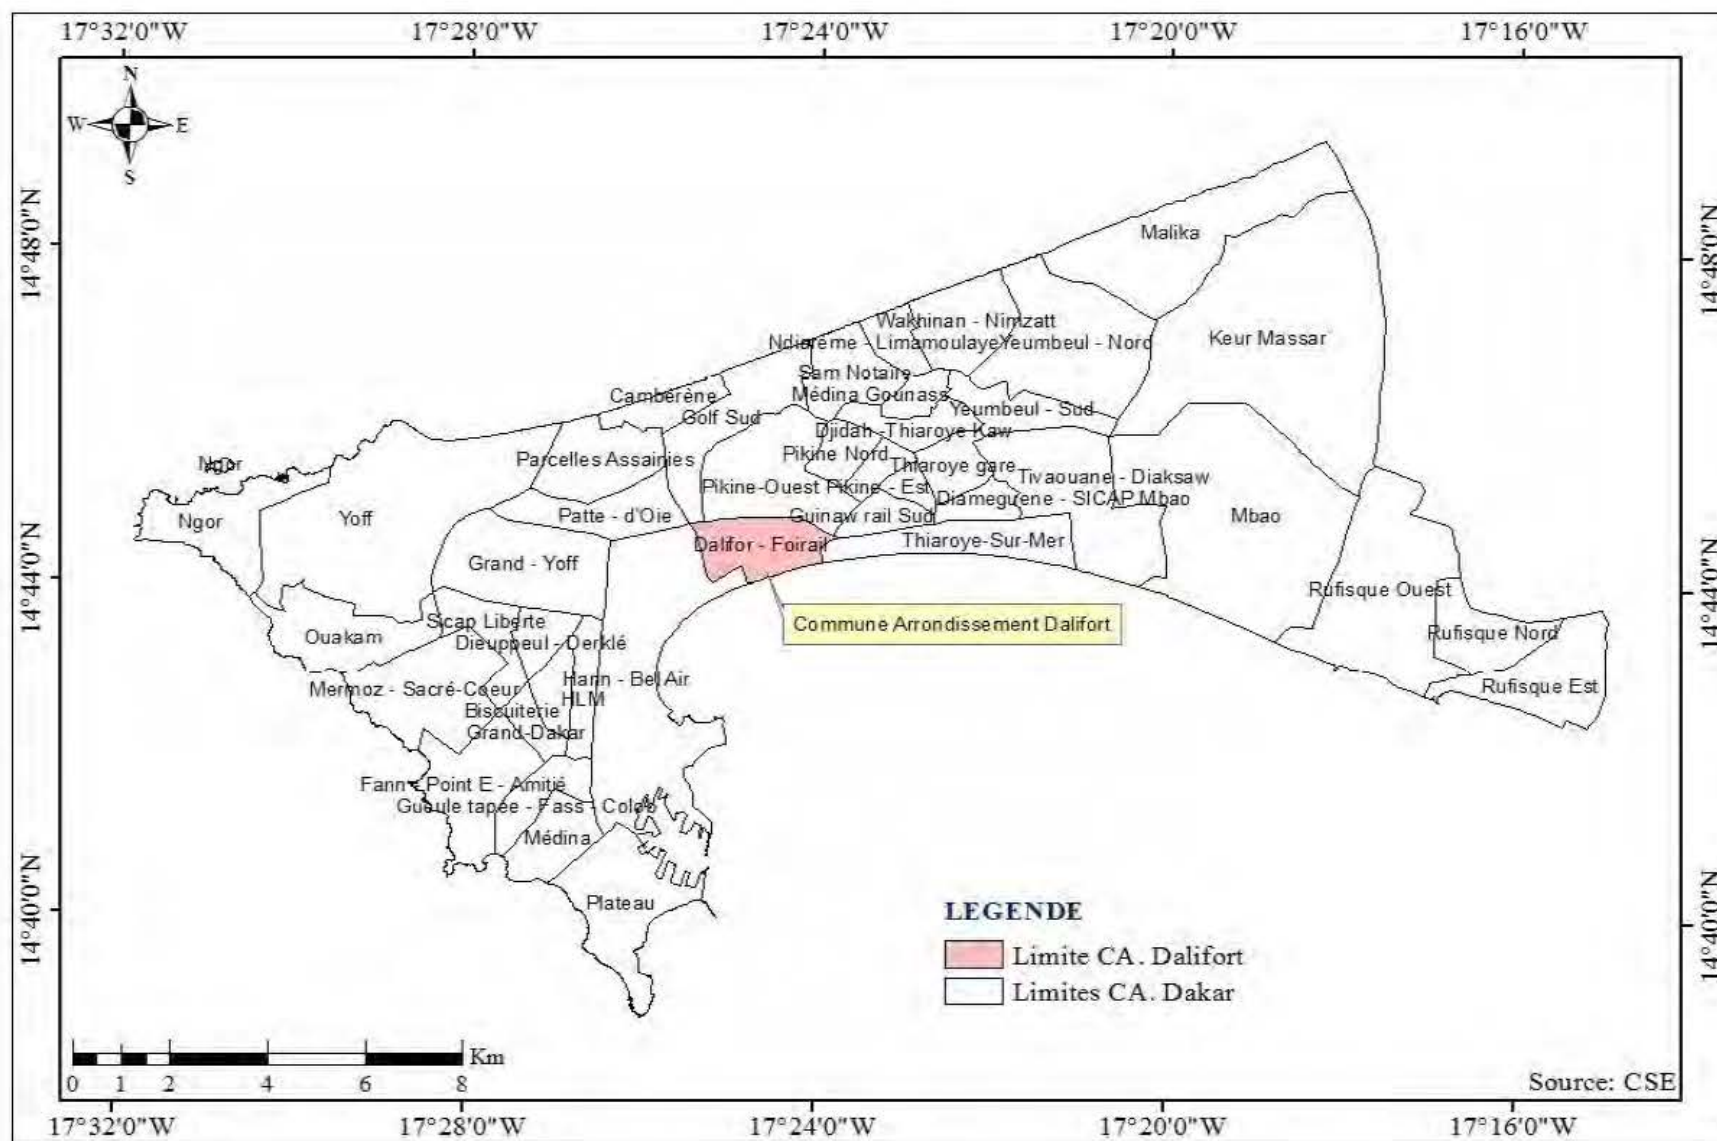 17°32'0"W 17°28'0"W 17°24'0"W 17°20'0"W 17°16'0"W
N
W E
S
14°48'0"N
14°48'0"N
Malika
Wakhinan - Nimzatt
Ndiarème - Limamoulaye
Yeumbeul - Nord
Keur Massar
Sam Notaire
Cambérène
Médina Gounass
Golf Sud
Yeumbeul - Sud
Djidah -Thiaroye Kaw
Pikine Nord
Ngor
Parcelles Assainies
Thiaroye gare
Tivaouane - Diaksaw
Pikine-Ouest
Pikine - Est
Diameguene - SICAP Mbao
Ngor
Yoff
Patte - d'Oie
Guinaw rail Sud
Mbao
Dalifor - Foirail
Thiaroye-Sur-Mer
Grand - Yoff
14°44'0"N
14°44'0"N
Rufisque Ouest
Sicap Liberte
Commune Arrondissement Dalifort
Ouakam
Dieuppeul - Derklé
Rufisque Nord
Hann - Bel Air
Mermoz - Sacré-Coeur
Rufisque Est
HLM
Biscuiterie
Grand-Dakar
Fann - Point E - Amitié
Gueule tapée - Fass - Colob
Médina
Plateau
14°40'0"N
14°40'0"N
LEGENDE
Limite CA. Dalifort
Limites CA. Dakar
Km
0 1 2 4 6 8
Source: CSE
17°32'0"W 17°28'0"W 17°24'0"W 17°20'0"W 17°16'0"W